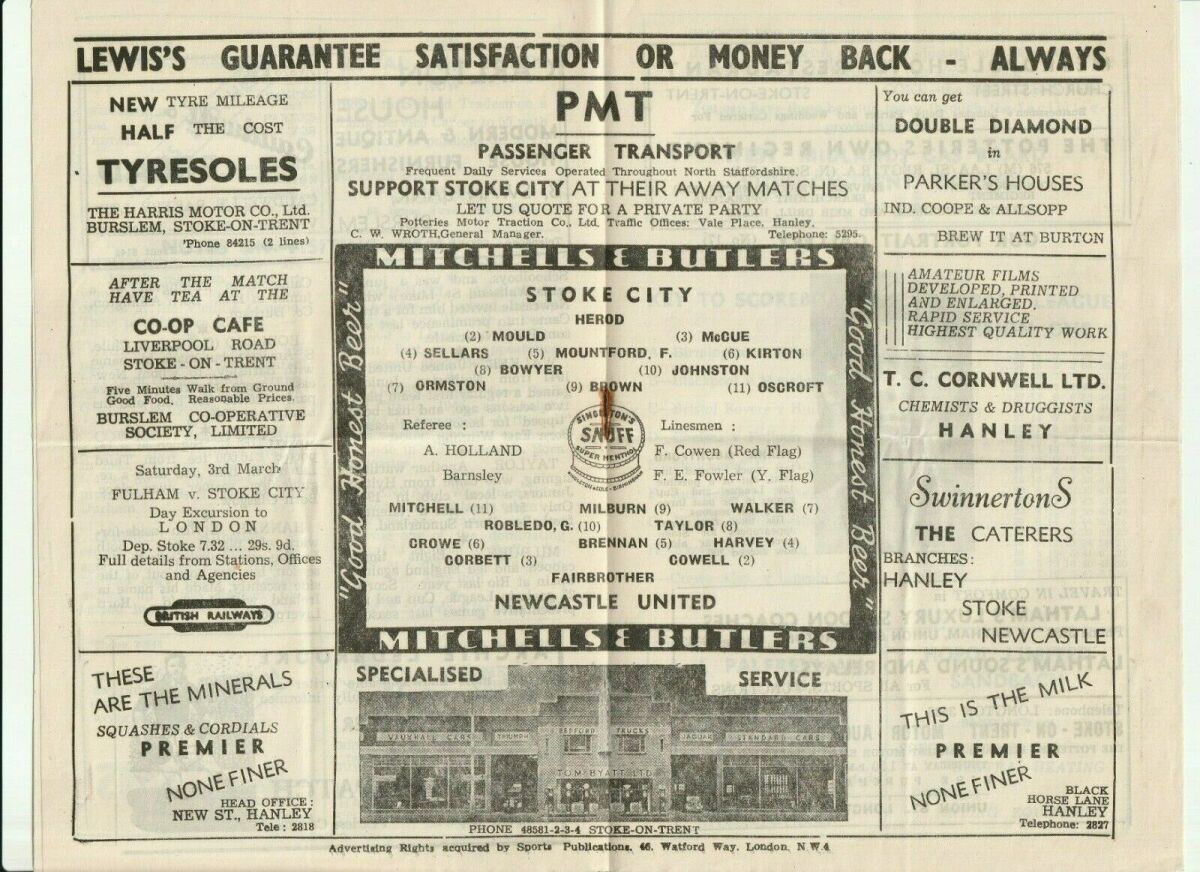 LEWIS'S GUARANTEE SATISFACTION OR MONEY BACK - ALWAYS
NEW TYRE MILEAGE
HALF THE COST
TYRESOLES
THE HARRIS MOTOR CO., Ltd.
BURSLEM, STOKE-ON-TRENT
'Phone 84215 (2 lines)
AFTER THE MATCH
HAVE TEA AT THE
CO-OP CAFE
LIVERPOOL ROAD
STOKE - ON - TRENT
Five Minutes Walk from Ground
Good Food, Reasonable Prices.
BURSLEM CO-OPERATIVE
SOCIETY, LIMITED
Saturday, 3rd March
FULHAM v. STOKE CITY
Day Excursion to
LONDON
Dep. Stoke 7.32 ... 29s. 9d.
Full details from Stations, Offices
and Agencies
BRITISH RAILWAYS
THESE
ARE THE MINERALS
SQUASHES & CORDIALS
PREMIER
NONE FINER
HEAD OFFICE:
NEW ST., HANLEY
Tele: 2818
PMT
PASSENGER TRANSPORT
Frequent Daily Services Operated Throughout North Staffordshire.
SUPPORT STOKE CITY AT THEIR AWAY MATCHES
LET US QUOTE FOR A PRIVATE PARTY
Potteries Motor Traction Co., Ltd. Traffic Offices: Vale Place, Hanley.
C. W. WROTH, General Manager. Telephone: 5295.
MITCHELLS & BUTLERS
"Good Honest Beer"
STOKE CITY
HEROD
(2) MOULD (3) McCUE
(4) SELLARS (5) MOUNTFORD, F. (6) KIRTON
(8) BOWYER (10) JOHNSTON
(7) ORMSTON (9) BROWN (11) OSCROFT
Referee : Linesmen :
A. HOLLAND F. Cowen (Red Flag)
Barnsley F. E. Fowler (Y. Flag)
SINGLETON'S
SNUFF
SUPER MENTHOL
SINGLETON & COLE - BIRMINGHAM
MITCHELL (11) MILBURN (9) WALKER (7)
ROBLEDO, G. (10) TAYLOR (8)
CROWE (6) BRENNAN (5) HARVEY (4)
CORBETT (3) COWELL (2)
FAIRBROTHER
NEWCASTLE UNITED
"Good Honest Beer"
MITCHELLS & BUTLERS
SPECIALISED SERVICE
VAUXHALL CARS TRIUMPH BEDFORD TRUCKS JAGUAR STANDARD CARS
TOM BYATT LTD
PHONE 48581-2-3-4 STOKE-ON-TRENT
You can get
DOUBLE DIAMOND
in
PARKER'S HOUSES
IND. COOPE & ALLSOPP
BREW IT AT BURTON
AMATEUR FILMS
DEVELOPED, PRINTED
AND ENLARGED.
RAPID SERVICE
HIGHEST QUALITY WORK
T. C. CORNWELL LTD.
CHEMISTS & DRUGGISTS
HANLEY
SwinnertonS
THE CATERERS
BRANCHES:
HANLEY
STOKE
NEWCASTLE
THIS IS THE MILK
PREMIER
NONE FINER
BLACK
HORSE LANE
HANLEY
Telephone: 2827
Advertising Rights acquired by Sports Publications, 46, Watford Way, London, N.W.4